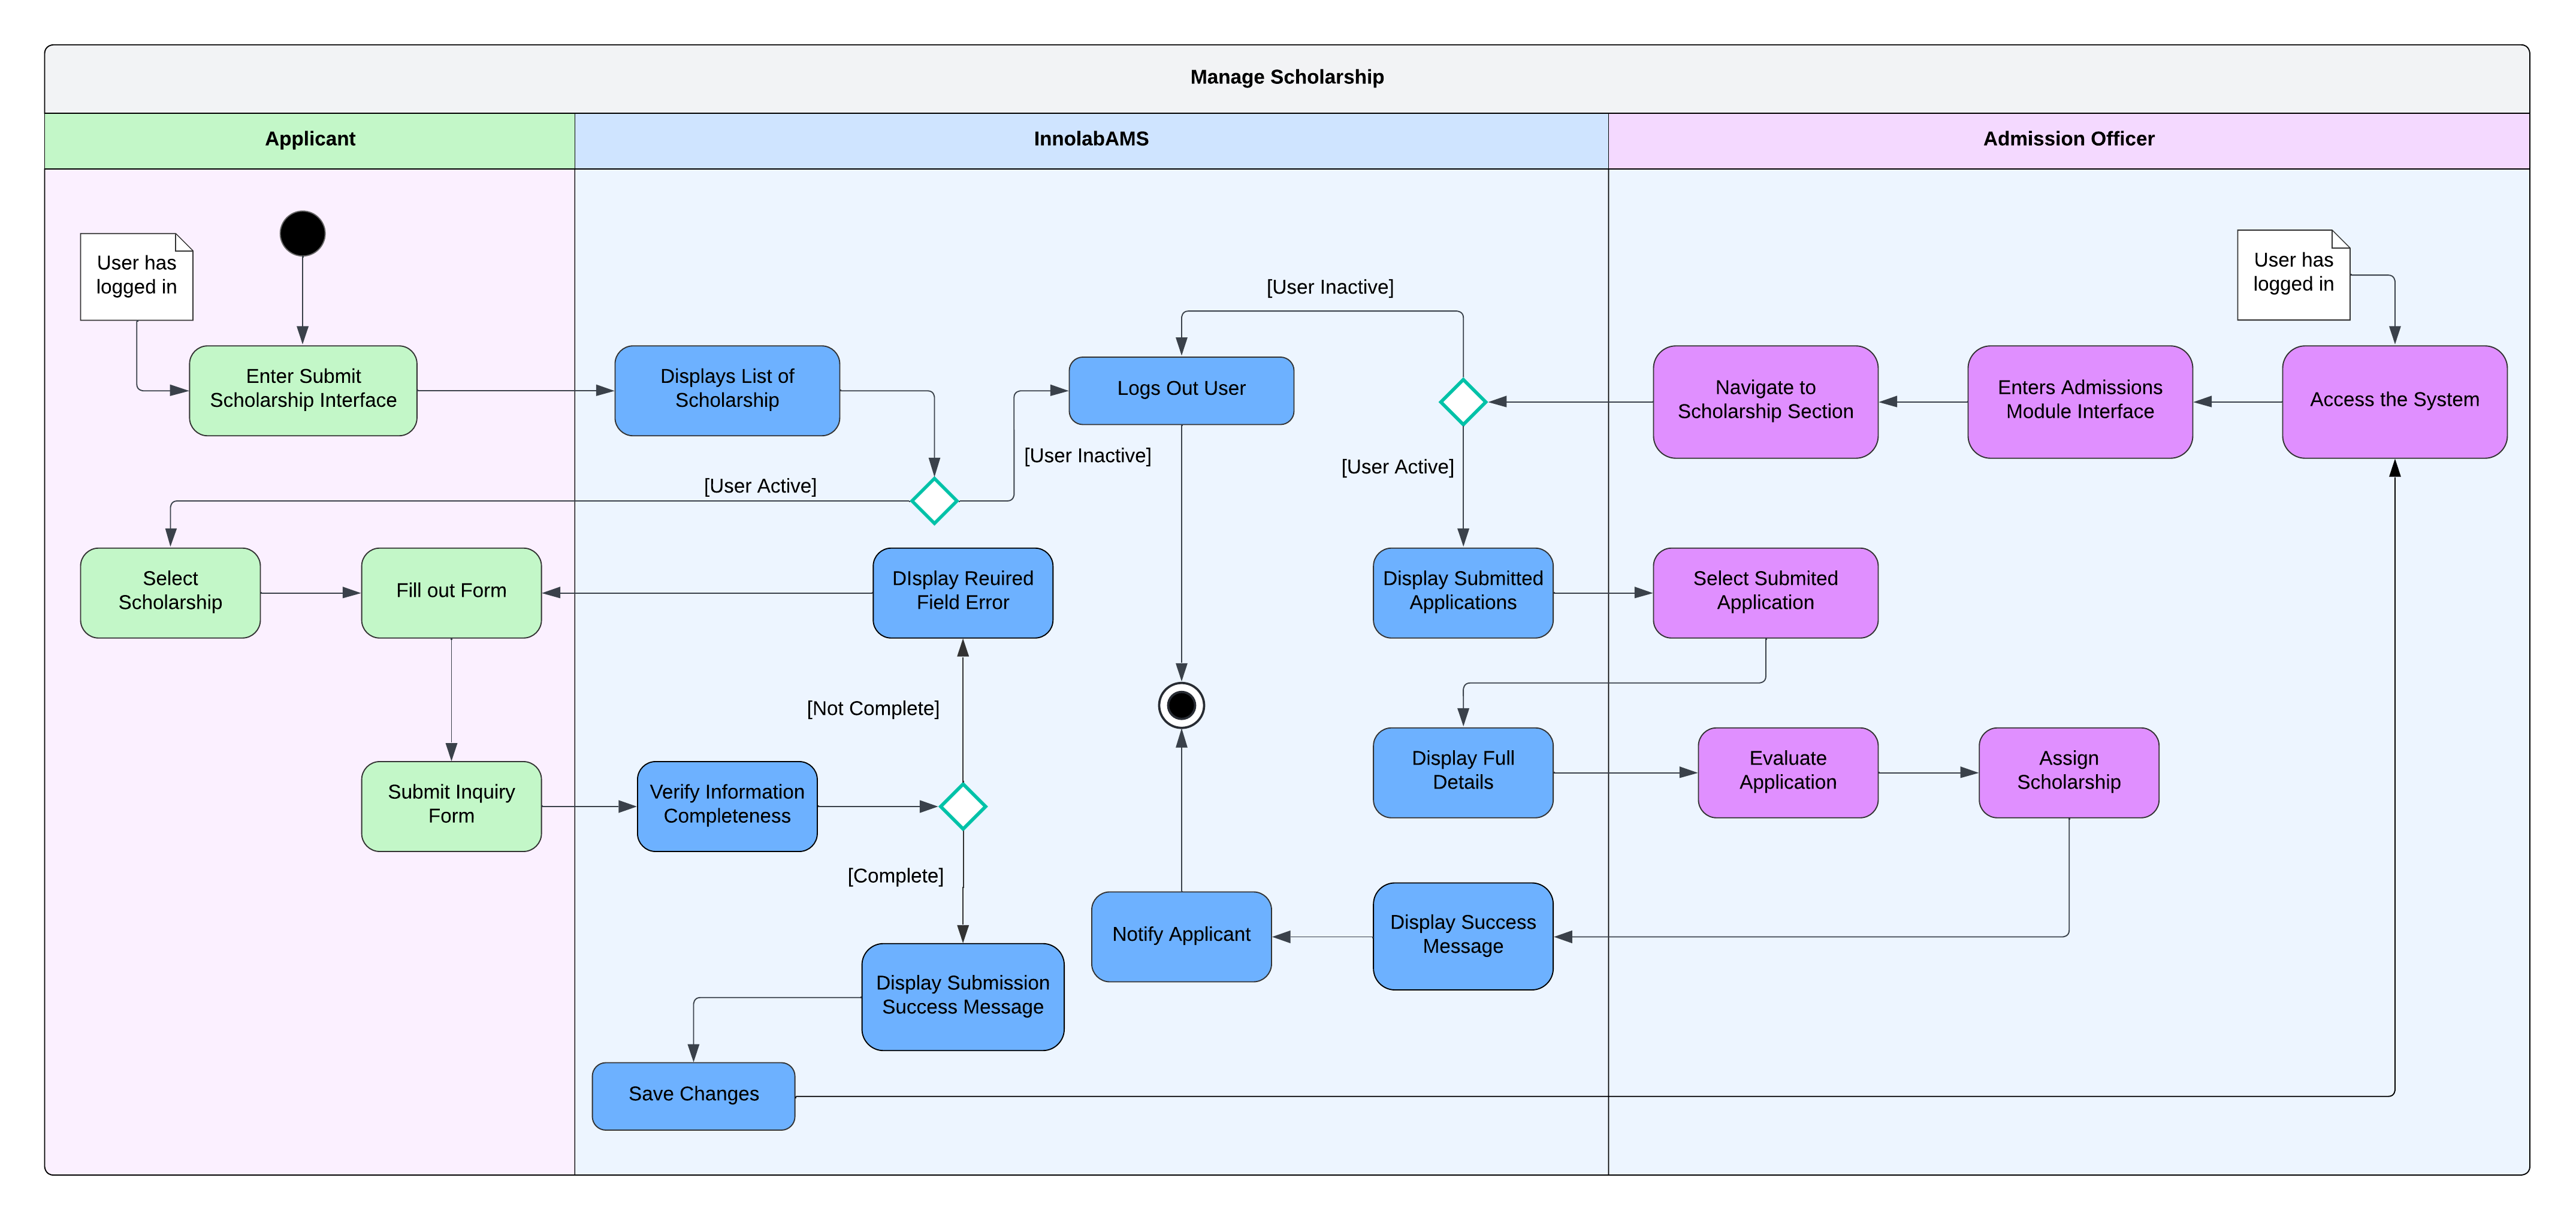 Manage Scholarship
Applicant
InnolabAMS
Admission Officer
User has
logged in
User has
logged in
[User Inactive]
Enter Submit
Scholarship Interface
Displays List of
Scholarship
Logs Out User
Navigate to
Scholarship Section
Enters Admissions
Module Interface
Access the System
[User Inactive]
[User Active]
[User Active]
Select
Scholarship
Fill out Form
DIsplay Reuired
Field Error
Display Submitted
Applications
Select Submited
Application
[Not Complete]
Display Full
Details
Evaluate
Application
Assign
Scholarship
Submit Inquiry
Form
Verify Information
Completeness
[Complete]
Notify Applicant
Display Success
Message
Display Submission
Success Message
Save Changes